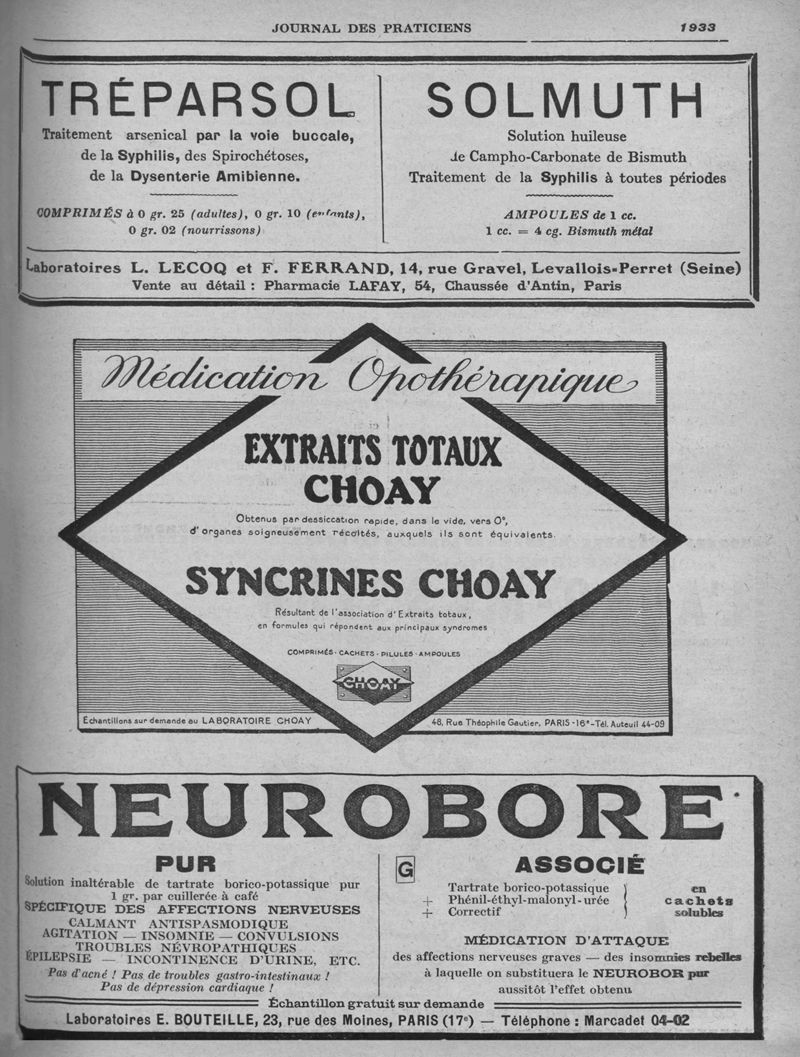 JOURNAL DES PRATICIENS
1933
TRÉPARSOL
Traitement arsenical par la voie buccale,
de la Syphilis, des Spirochétoses,
de la Dysenterie Amibienne.
COMPRIMÉS à 0 gr. 25 (adultes), 0 gr. 10 (enfants),
0 gr. 02 (nourrissons)
SOLMUTH
Solution huileuse
de Campho-Carbonate de Bismuth
Traitement de la Syphilis à toutes périodes
AMPOULES de 1 cc.
1 cc. = 4 cg. Bismuth métal
Laboratoires L. LECOQ et F. FERRAND, 14, rue Gravel, Levallois-Perret (Seine)
Vente au détail : Pharmacie LAFAY, 54, Chaussée d'Antin, Paris
Médication Opothérapique
EXTRAITS TOTAUX
CHOAY
Obtenus par dessiccation rapide, dans le vide, vers 0°,
d'organes soigneusement récoltés, auxquels ils sont équivalents.
SYNCRINES CHOAY
Résultant de l'association d'Extraits totaux,
en formules qui répondent aux principaux syndromes
COMPRIMÉS - CACHETS - PILULES - AMPOULES
CHOAY
Échantillons sur demande au LABORATOIRE CHOAY
48, Rue Théophile Gautier, PARIS-16e-Tél. Auteuil 44-09
NEUROBORE
PUR
Solution inaltérable de tartrate borico-potassique pur
1 gr. par cuillerée à café
SPÉCIFIQUE DES AFFECTIONS NERVEUSES
CALMANT ANTISPASMODIQUE
AGITATION — INSOMNIE — CONVULSIONS
TROUBLES NÉVROPATHIQUES
ÉPILEPSIE — INCONTINENCE D'URINE, ETC.
Pas d'acné ! Pas de troubles gastro-intestinaux !
Pas de dépression cardiaque !
G
ASSOCIÉ
Tartrate borico-potassique
+ Phénil-éthyl-malonyl-urée
+ Correctif
en
cachets
solubles
MÉDICATION D'ATTAQUE
des affections nerveuses graves — des insomnies rebelles
à laquelle on substituera le NEUROBOR pur
aussitôt l'effet obtenu
Échantillon gratuit sur demande
Laboratoires E. BOUTEILLE, 23, rue des Moines, PARIS (17e) — Téléphone : Marcadet 04-02